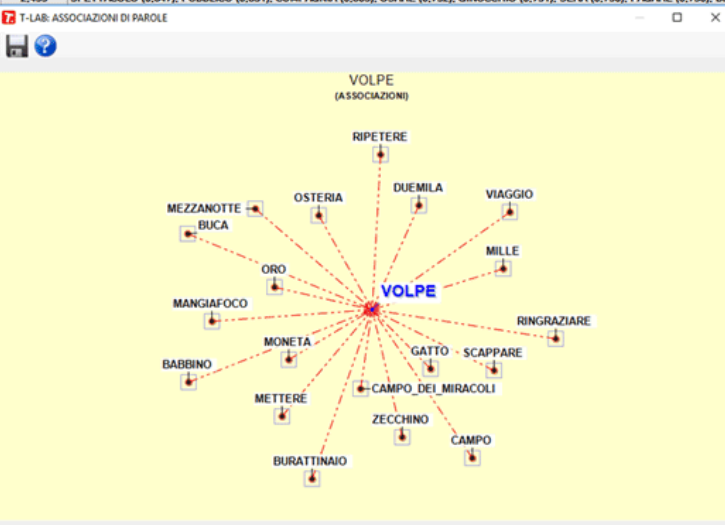 T-LAB: ASSOCIAZIONI DI PAROLE
VOLPE
(ASSOCIAZIONI)
RIPETERE
DUEMILA
VIAGGIO
OSTERIA
MEZZANOTTE
BUCA
MILLE
ORO
VOLPE
MANGIAFOCO
RINGRAZIARE
MONETA
GATTO
SCAPPARE
BABBINO
CAMPO_DEI_MIRACOLI
METTERE
ZECCHINO
CAMPO
BURATTINAIO